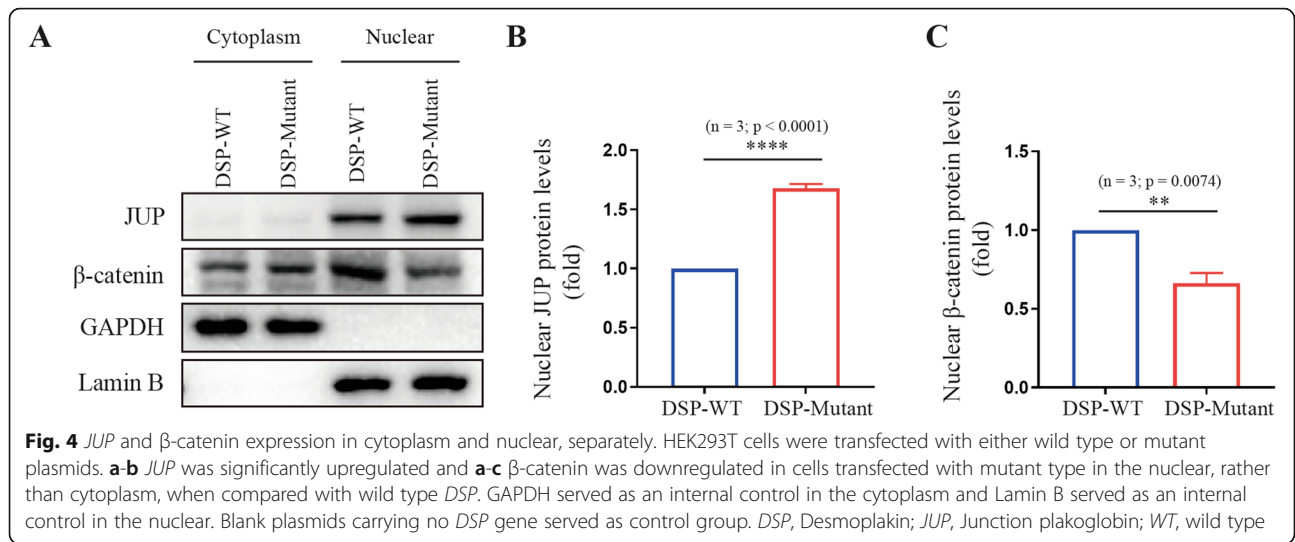 A
Cytoplasm Nuclear
DSP-WT DSP-Mutant DSP-WT DSP-Mutant
JUP
β-catenin
GAPDH
Lamin B
B
Nuclear JUP protein levels
(fold)
(n = 3; p < 0.0001)
****
2.0
1.5
1.0
0.5
0.0
DSP-WT DSP-Mutant
C
Nuclear β-catenin protein levels
(fold)
(n = 3; p = 0.0074)
**
1.5
1.0
0.5
0.0
DSP-WT DSP-Mutant
Fig. 4 JUP and β-catenin expression in cytoplasm and nuclear, separately. HEK293T cells were transfected with either wild type or mutant
plasmids. a-b JUP was significantly upregulated and a-c β-catenin was downregulated in cells transfected with mutant type in the nuclear, rather
than cytoplasm, when compared with wild type DSP. GAPDH served as an internal control in the cytoplasm and Lamin B served as an internal
control in the nuclear. Blank plasmids carrying no DSP gene served as control group. DSP, Desmoplakin; JUP, Junction plakoglobin; WT, wild type